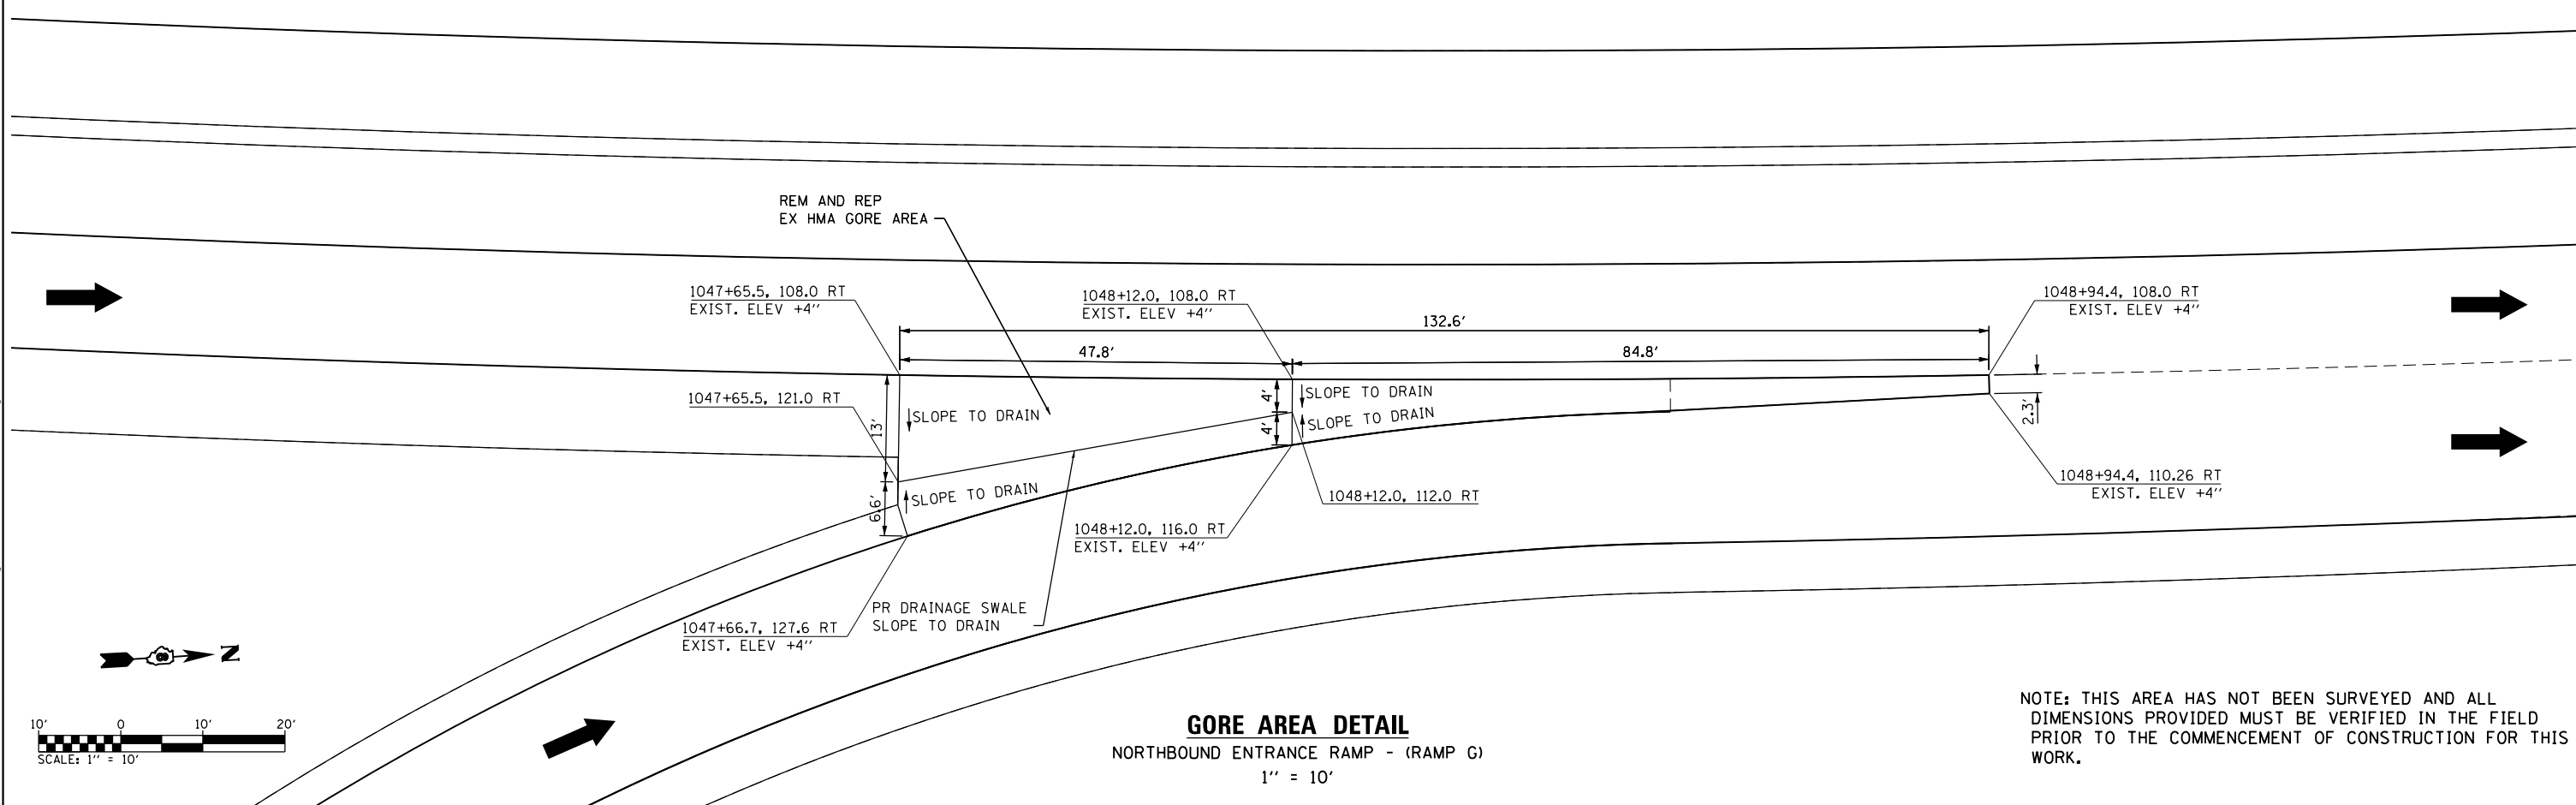 REM AND REP
EX HMA GORE AREA
1047+65.5, 108.0 RT
EXIST. ELEV +4''
1048+12.0, 108.0 RT
EXIST. ELEV +4''
1048+94.4, 108.0 RT
EXIST. ELEV +4''
132.6'
47.8'
84.8'
1047+65.5, 121.0 RT
13'
SLOPE TO DRAIN
4'
SLOPE TO DRAIN
4'
SLOPE TO DRAIN
2.3'
6.6'
SLOPE TO DRAIN
1048+12.0, 112.0 RT
1048+94.4, 110.26 RT
EXIST. ELEV +4''
1048+12.0, 116.0 RT
EXIST. ELEV +4''
PR DRAINAGE SWALE
SLOPE TO DRAIN
1047+66.7, 127.6 RT
EXIST. ELEV +4''
N
10' 0 10' 20'
SCALE: 1'' = 10'
GORE AREA DETAIL
NORTHBOUND ENTRANCE RAMP - (RAMP G)
1'' = 10'
NOTE: THIS AREA HAS NOT BEEN SURVEYED AND ALL
DIMENSIONS PROVIDED MUST BE VERIFIED IN THE FIELD
PRIOR TO THE COMMENCEMENT OF CONSTRUCTION FOR THIS
WORK.